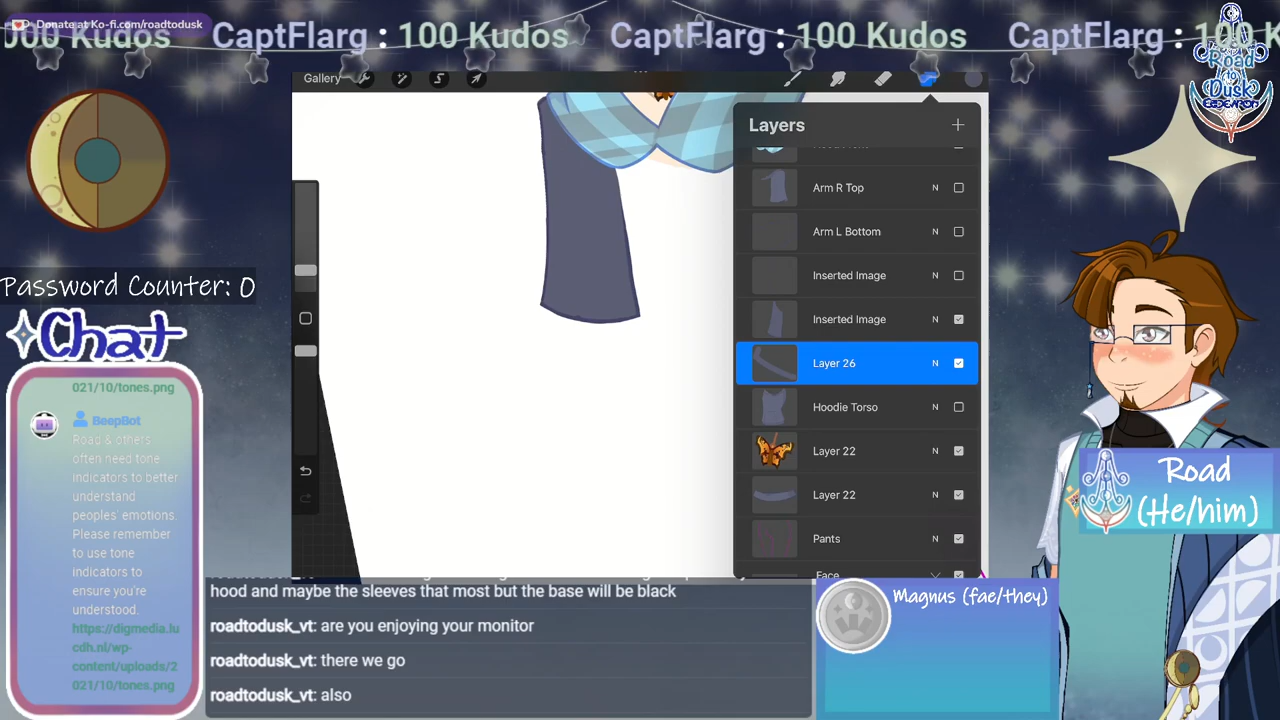 Donate at Ko-fi.com/roadtodusk
100 Kudos CaptFlarg : 100 Kudos CaptFlarg : 100 Kudos CaptFlarg : 100 K
Road
to
Dusk
Gallery
Layers
Arm R Top N
Arm L Bottom N
Inserted Image N
Inserted Image N
Layer 26 N
Hoodie Torso N
Layer 22 N
Layer 22 N
Pants N
Face
Password Counter: 0
Chat
021/10/tones.png
BeepBot
Road & others
often need tone
indicators to better
understand
peoples' emotions.
Please remember
to use tone
indicators to
ensure you're
understood.
https://digmedia.lu
cdh.nl/wp-
content/uploads/2
021/10/tones.png
hood and maybe the sleeves that most but the base will be black
roadtodusk_vt: are you enjoying your monitor
roadtodusk_vt: there we go
roadtodusk_vt: also
Road
(He/him)
Magnus (fae/they)